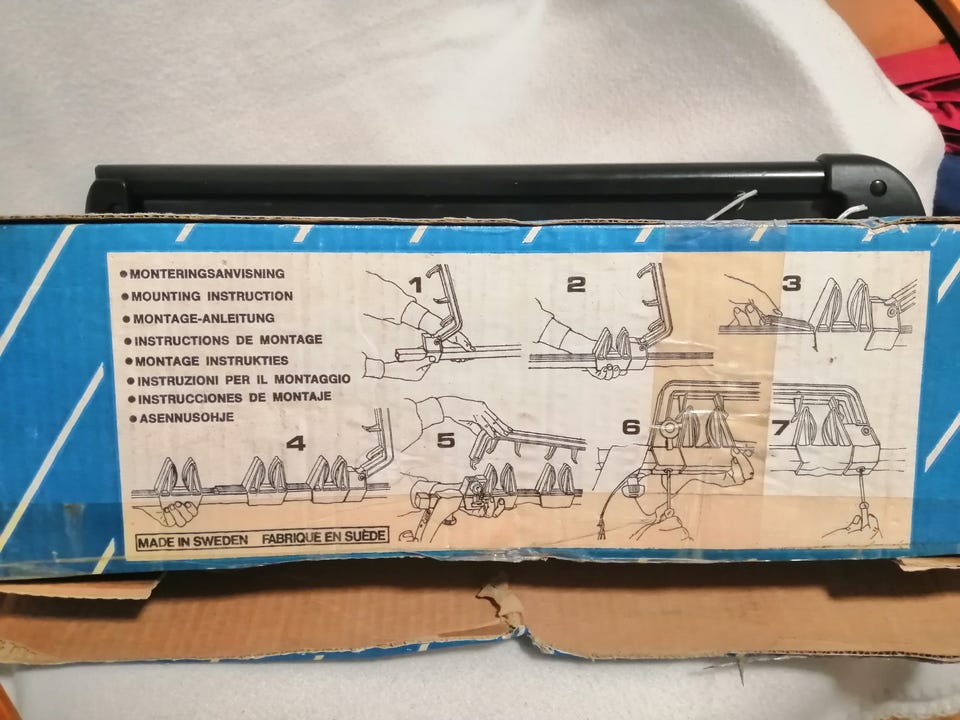 • MONTERINGSANVISNING
• MOUNTING INSTRUCTION
• MONTAGE-ANLEITUNG
• INSTRUCTIONS DE MONTAGE
• MONTAGE INSTRUKTIES
• INSTRUZIONI PER IL MONTAGGIO
• INSTRUCCIONES DE MONTAJE
• ASENNUSOHJE
1
2
3
4
5
6
7
MADE IN SWEDEN FABRIQUÉ EN SUÈDE